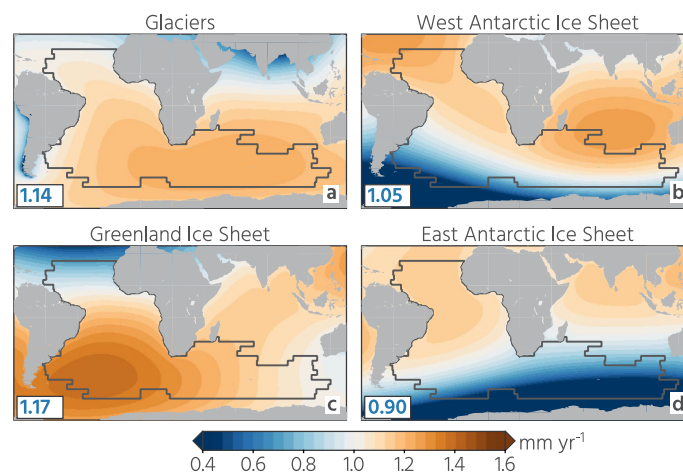 Glaciers
West Antarctic Ice Sheet
1.14
a
1.05
b
Greenland Ice Sheet
East Antarctic Ice Sheet
1.17
c
0.90
d
0.4 0.6 0.8 1.0 1.2 1.4 1.6
mm yr⁻¹